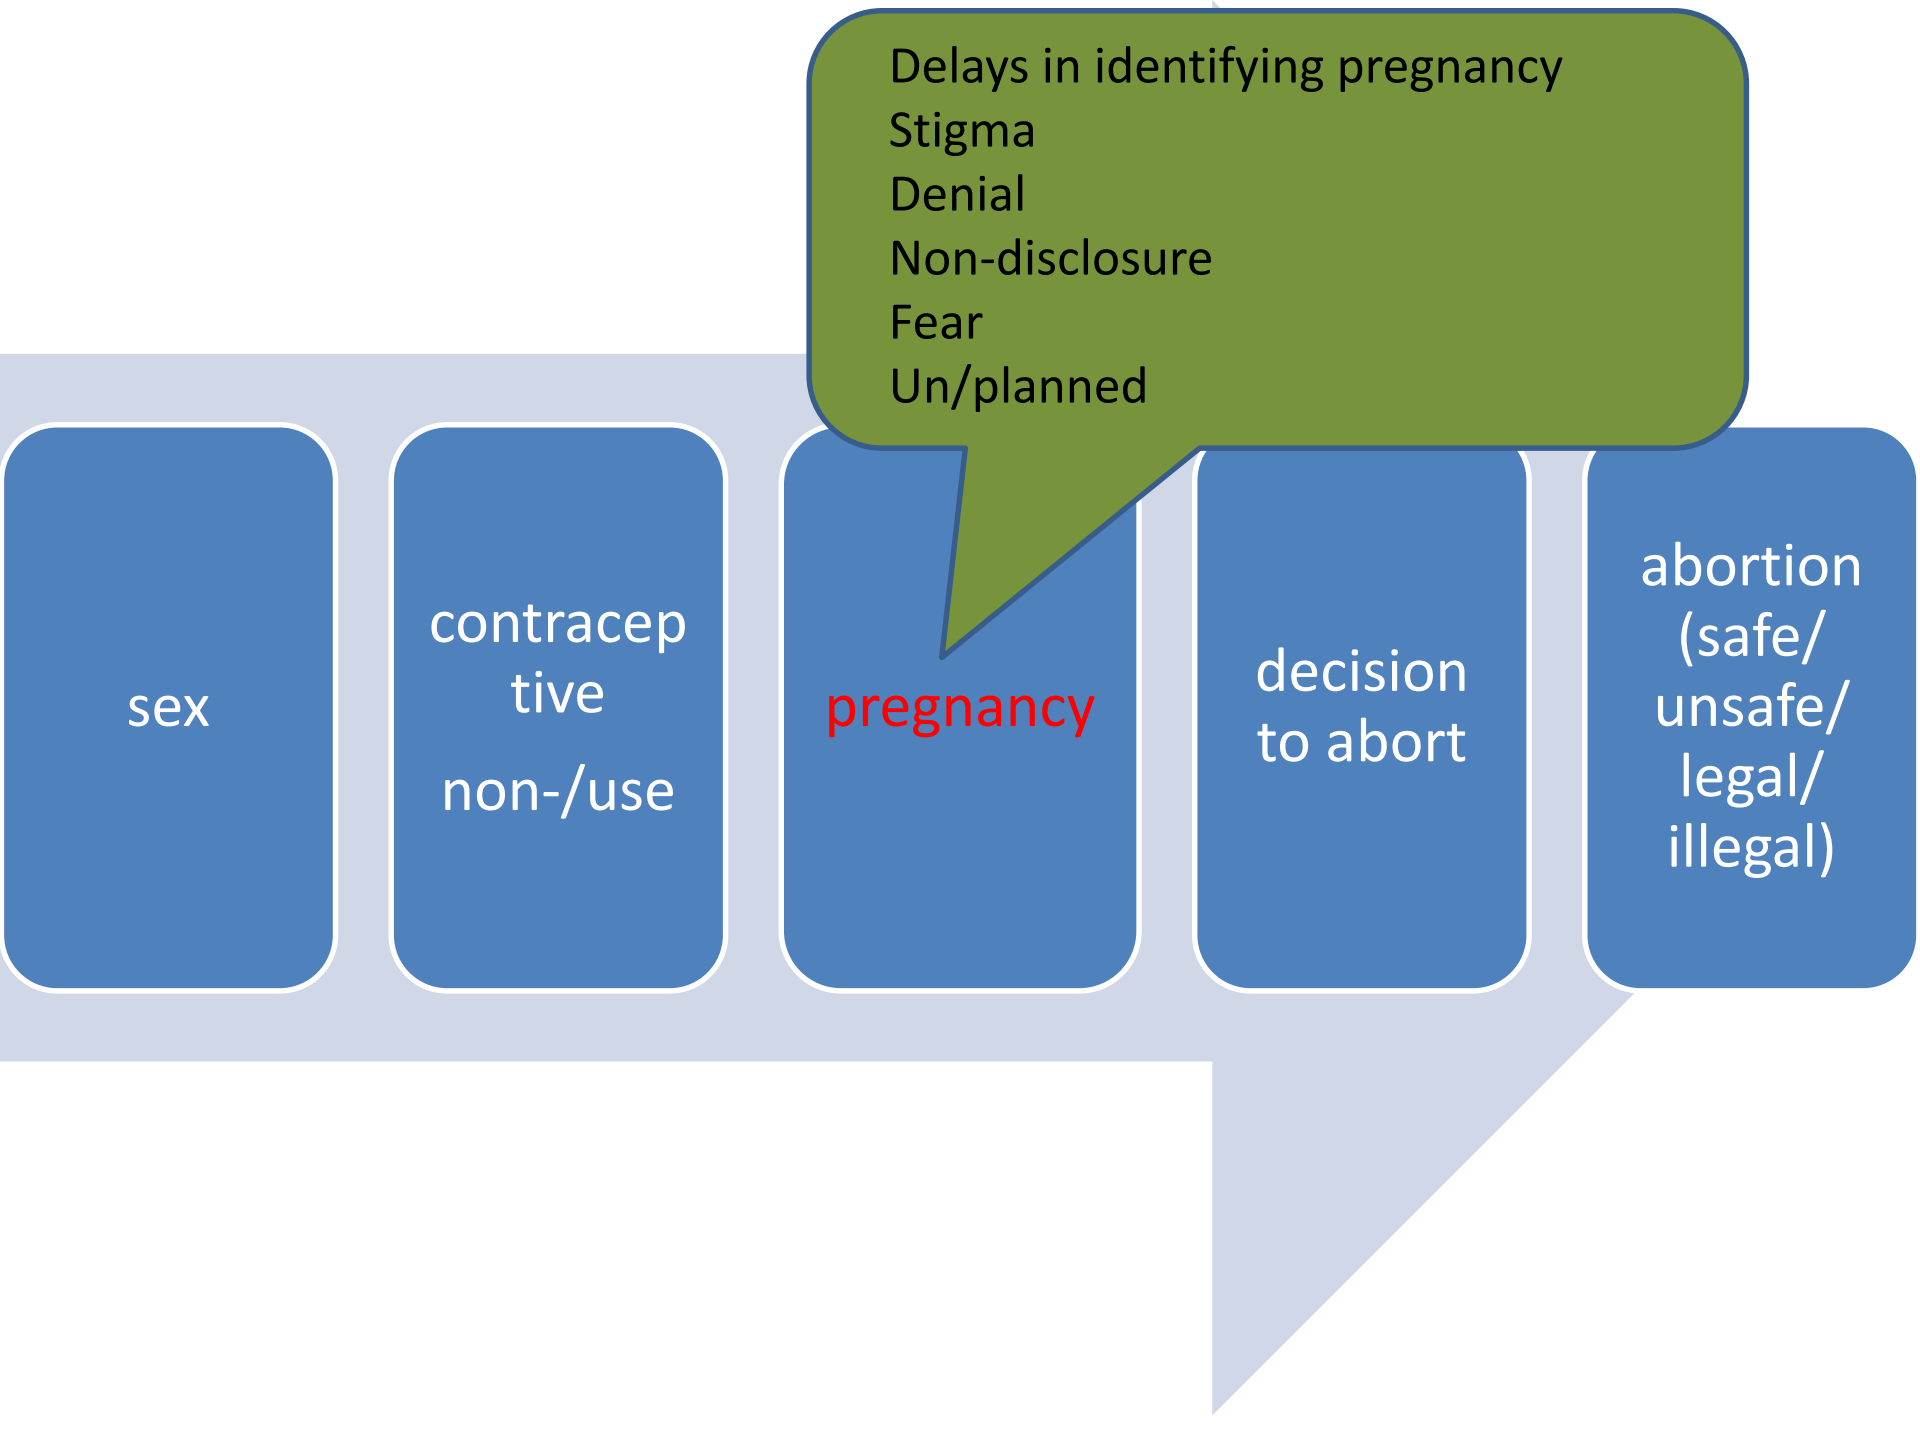 Delays in identifying pregnancy
Stigma
Denial
Non-disclosure
Fear
Un/planned
sex
contracep
tive
non-/use
pregnancy
decision
to abort
abortion
(safe/
unsafe/
legal/
illegal)